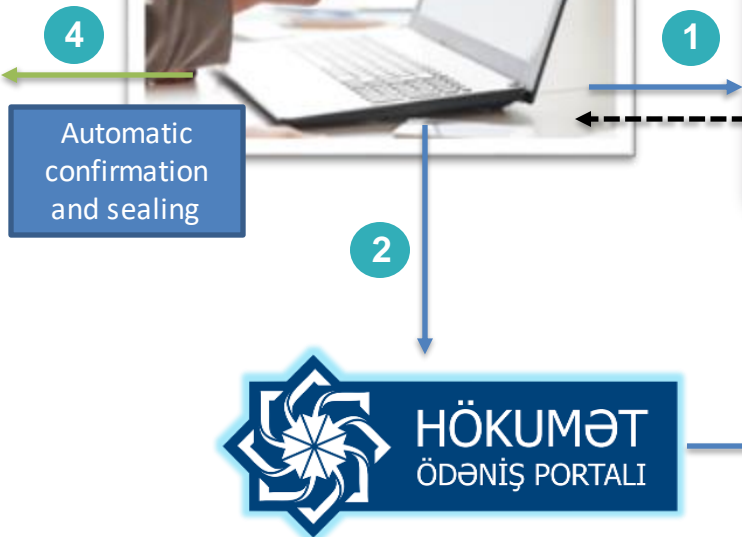 4
1
Automatic
confirmation
and sealing
2
HÖKUMƏT
ÖDƏNİŞ PORTALI